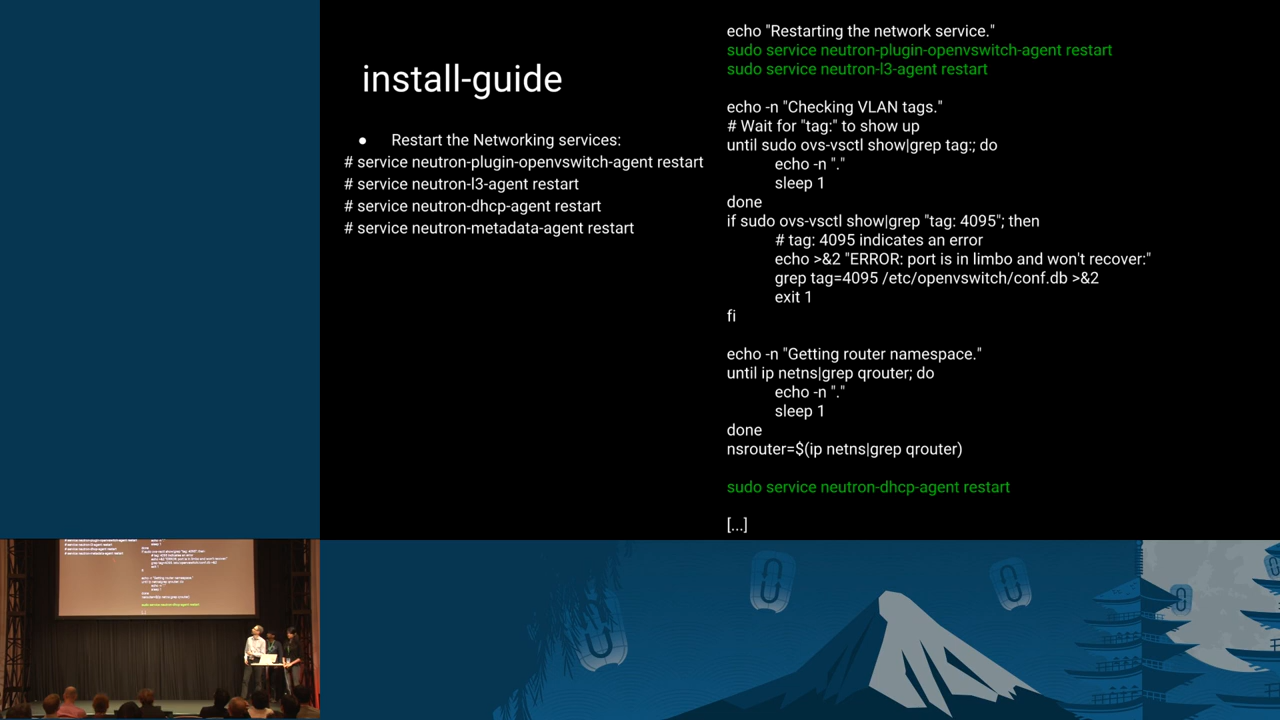 install-guide
● Restart the Networking services:
# service neutron-plugin-openvswitch-agent restart
# service neutron-l3-agent restart
# service neutron-dhcp-agent restart
# service neutron-metadata-agent restart
echo "Restarting the network service."
sudo service neutron-plugin-openvswitch-agent restart
sudo service neutron-l3-agent restart
echo -n "Checking VLAN tags."
# Wait for "tag:" to show up
until sudo ovs-vsctl show|grep tag:; do
echo -n "."
sleep 1
done
if sudo ovs-vsctl show|grep "tag: 4095"; then
# tag: 4095 indicates an error
echo >&2 "ERROR: port is in limbo and won't recover:"
grep tag=4095 /etc/openvswitch/conf.db >&2
exit 1
fi
echo -n "Getting router namespace."
until ip netns|grep qrouter; do
echo -n "."
sleep 1
done
nsrouter=$(ip netns|grep qrouter)
sudo service neutron-dhcp-agent restart
[...]